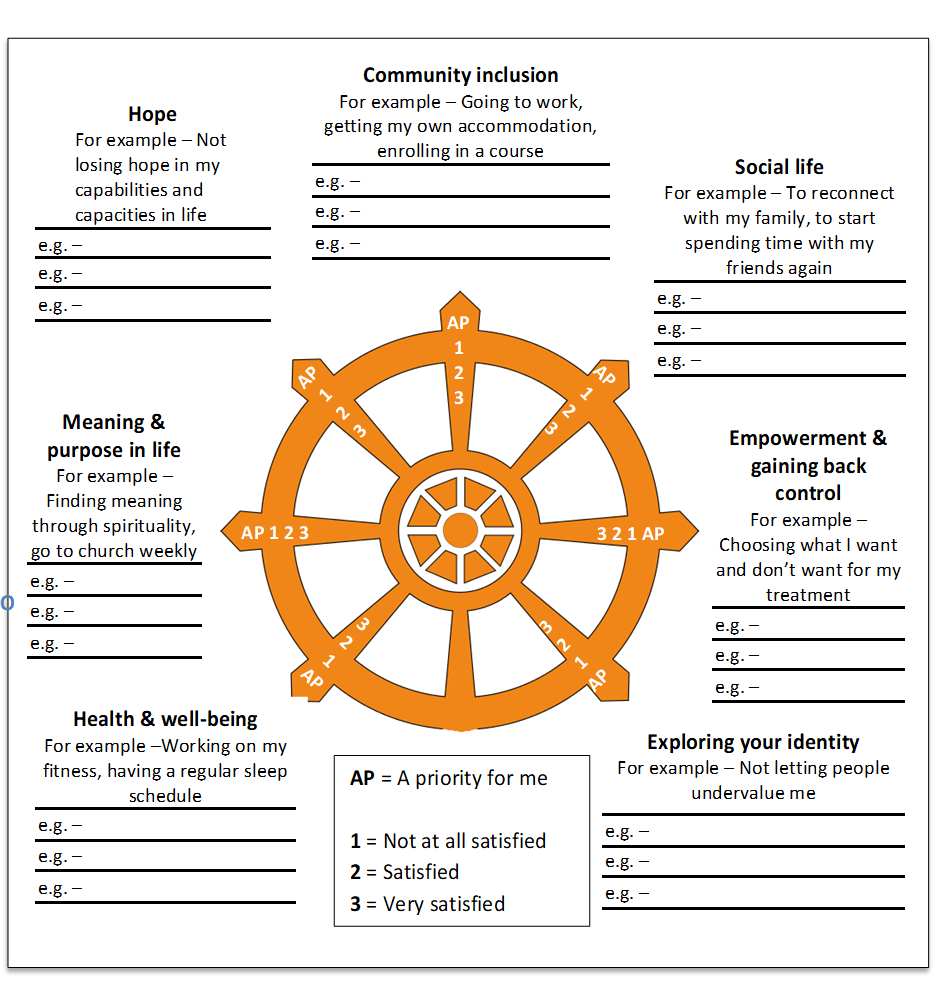 Community inclusion
For example – Going to work,
getting my own accommodation,
enrolling in a course
e.g. –
e.g. –
e.g. –
Hope
For example – Not
losing hope in my
capabilities and
capacities in life
e.g. –
e.g. –
e.g. –
Social life
For example – To reconnect
with my family, to start
spending time with my
friends again
e.g. –
e.g. –
e.g. –
AP
1
2
3
AP 1 2 3
AP 1 2 3
Meaning &
purpose in life
For example –
Finding meaning
through spirituality,
go to church weekly
e.g. –
e.g. –
e.g. –
Empowerment &
gaining back
control
For example –
Choosing what I want
and don’t want for my
treatment
e.g. –
e.g. –
e.g. –
AP 1 2 3
3 2 1 AP
3 2 1 AP
AP 1 2 3
o
Health & well-being
For example –Working on my
fitness, having a regular sleep
schedule
e.g. –
e.g. –
e.g. –
Exploring your identity
For example – Not letting people
undervalue me
e.g. –
e.g. –
e.g. –
AP = A priority for me
1 = Not at all satisfied
2 = Satisfied
3 = Very satisfied